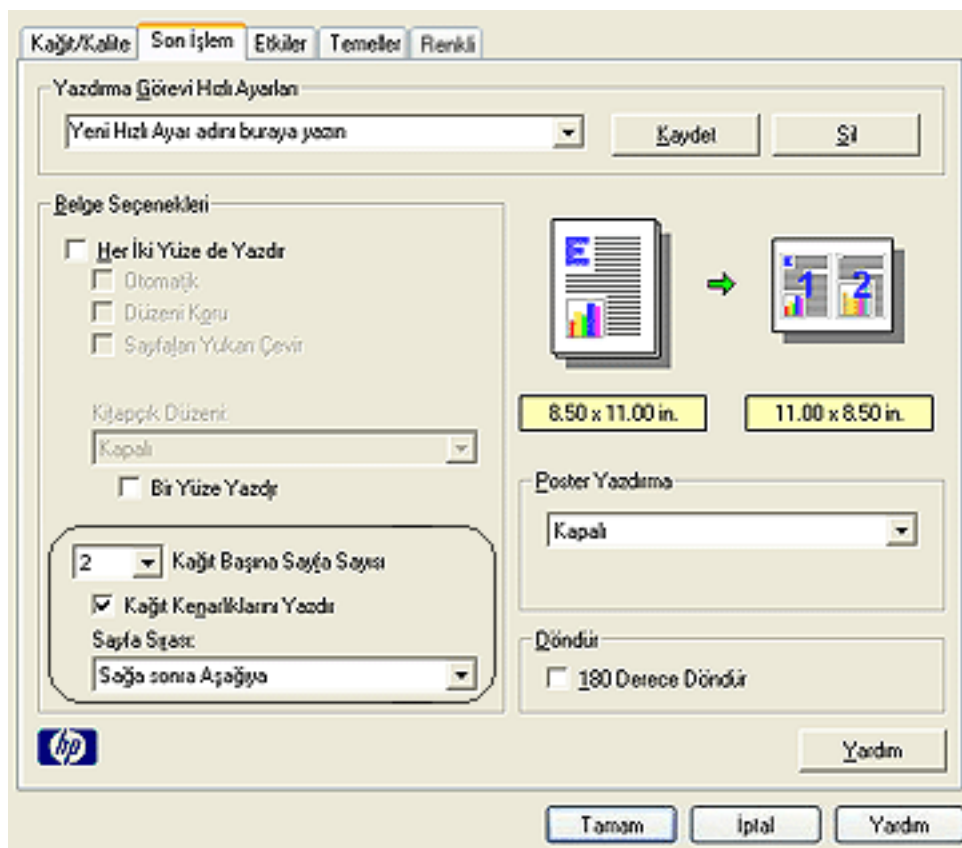 Kağıt/Kalite Son İşlem Etkiler Temeller Renkli
Yazdırma Görevi Hızlı Ayarları
Yeni Hızlı Ayar adını buraya yazın Kaydet Sil
Belge Seçenekleri
Her İki Yüze de Yazdır
Otomatik
Düzeni Koru
Sayfaları Yukarı Çevir
E
1 2
Kitapçık Düzeni:
8.50 x 11.00 in. 11.00 x 8.50 in.
Kapalı
Bir Yüze Yazdır
Poster Yazdırma
Kapalı
2 Kağıt Başına Sayfa Sayısı
Kağıt Kenarlıklarını Yazdır
Sayfa Sırası:
Sağa sonra Aşağıya
Döndür
180 Derece Döndür
hp
Yardım
Tamam İptal Yardım